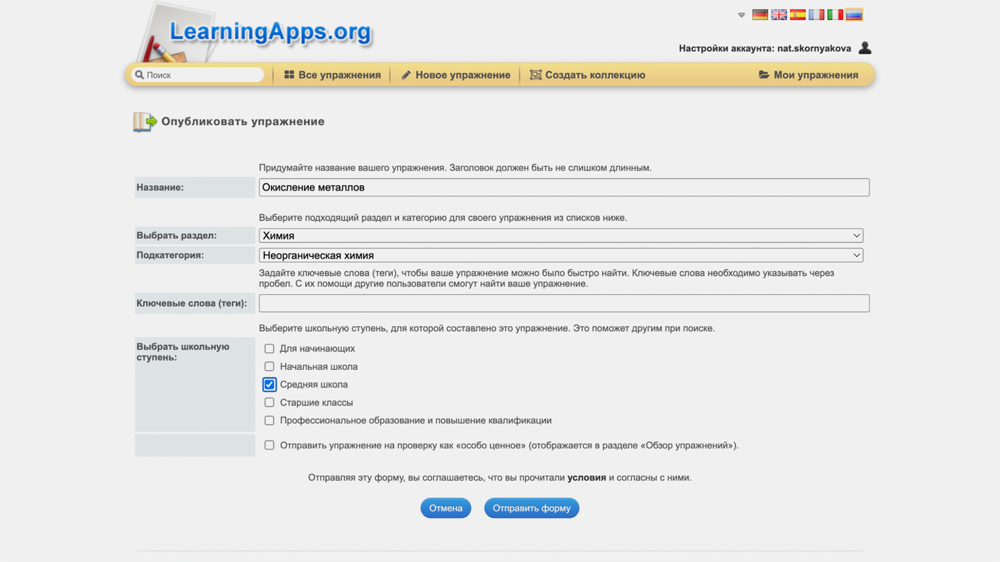 LearningApps.org
Настройки аккаунта: nat.skornyakova
Поиск
Все упражнения
Новое упражнение
Создать коллекцию
Мои упражнения
Опубликовать упражнение
Придумайте название вашего упражнения. Заголовок должен быть не слишком длинным.
Название:
Окисление металлов
Выберите подходящий раздел и категорию для своего упражнения из списков ниже.
Выбрать раздел:
Химия
Подкатегория:
Неорганическая химия
Задайте ключевые слова (теги), чтобы ваше упражнение можно было быстро найти. Ключевые слова необходимо указывать через
пробел. С их помощи другие пользователи смогут найти ваше упражнение.
Ключевые слова (теги):
Выберите школьную ступень, для которой составлено это упражнение. Это поможет другим при поиске.
Выбрать школьную
ступень:
Для начинающих
Начальная школа
Средняя школа
Старшие классы
Профессиональное образование и повышение квалификации
Отправить упражнение на проверку как «особо ценное» (отображается в разделе «Обзор упражнений»).
Отправляя эту форму, вы соглашаетесь, что вы прочитали условия и согласны с ними.
Отмена
Отправить форму